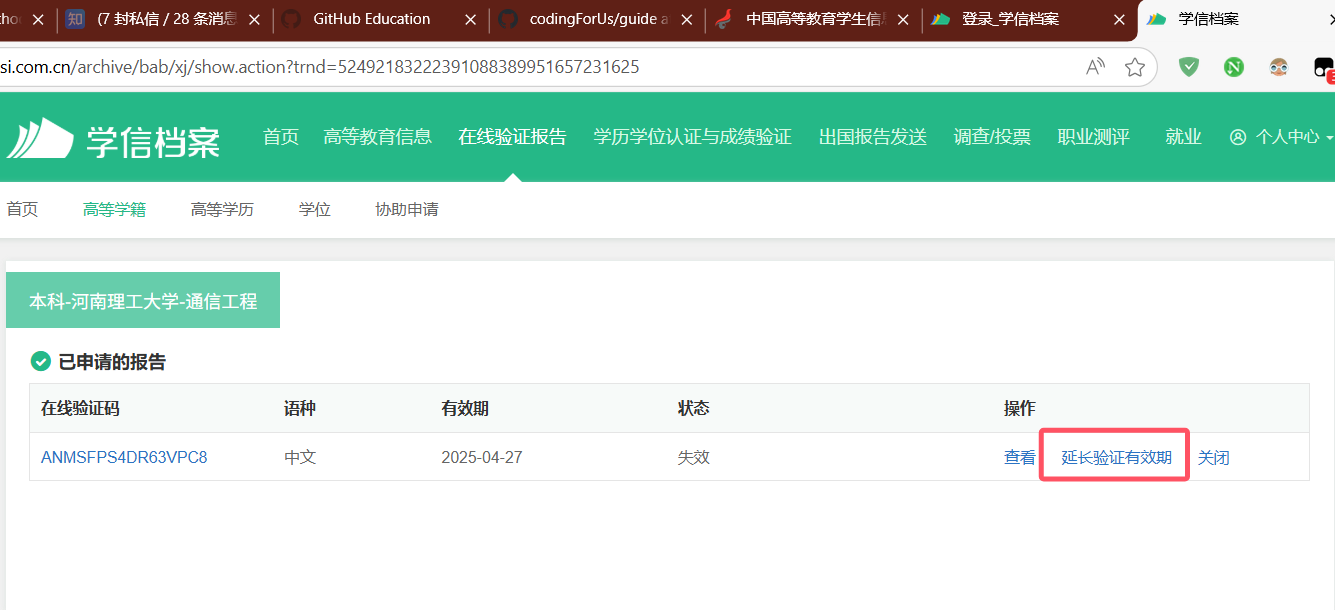 (7 封私信 / 28 条消息 GitHub Education codingForUs/guide 中国高等教育学生信息 登录_学信档案 学信档案
si.com.cn/archive/bab/xj/show.action?trnd=52492183222391088389951657231625
学信档案 首页 高等教育信息 在线验证报告 学历学位认证与成绩验证 出国报告发送 调查/投票 职业测评 就业 个人中心
首页 高等学籍 高等学历 学位 协助申请
本科-河南理工大学-通信工程
已申请的报告
在线验证码 语种 有效期 状态 操作
ANMSFPS4DR63VPC8 中文 2025-04-27 失效 查看 延长验证有效期 关闭